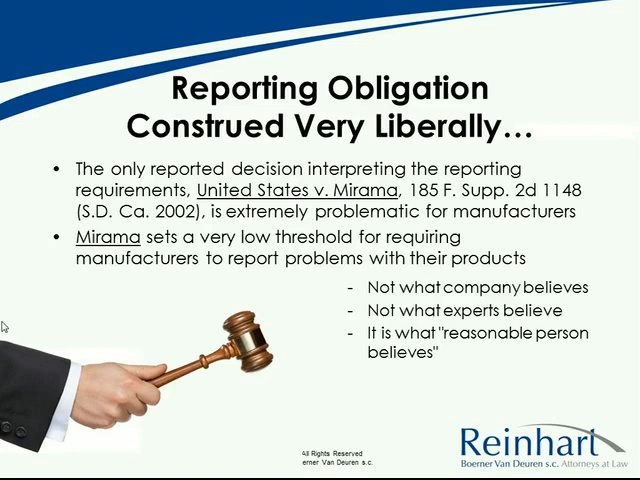 Reporting Obligation
Construed Very Liberally…
• The only reported decision interpreting the reporting
requirements, United States v. Mirama, 185 F. Supp. 2d 1148
(S.D. Ca. 2002), is extremely problematic for manufacturers
• Mirama sets a very low threshold for requiring
manufacturers to report problems with their products
- Not what company believes
- Not what experts believe
- It is what "reasonable person
believes"
All Rights Reserved
erner Van Deuren s.c.
Reinhart
Boerner Van Deuren s.c. Attorneys at Law